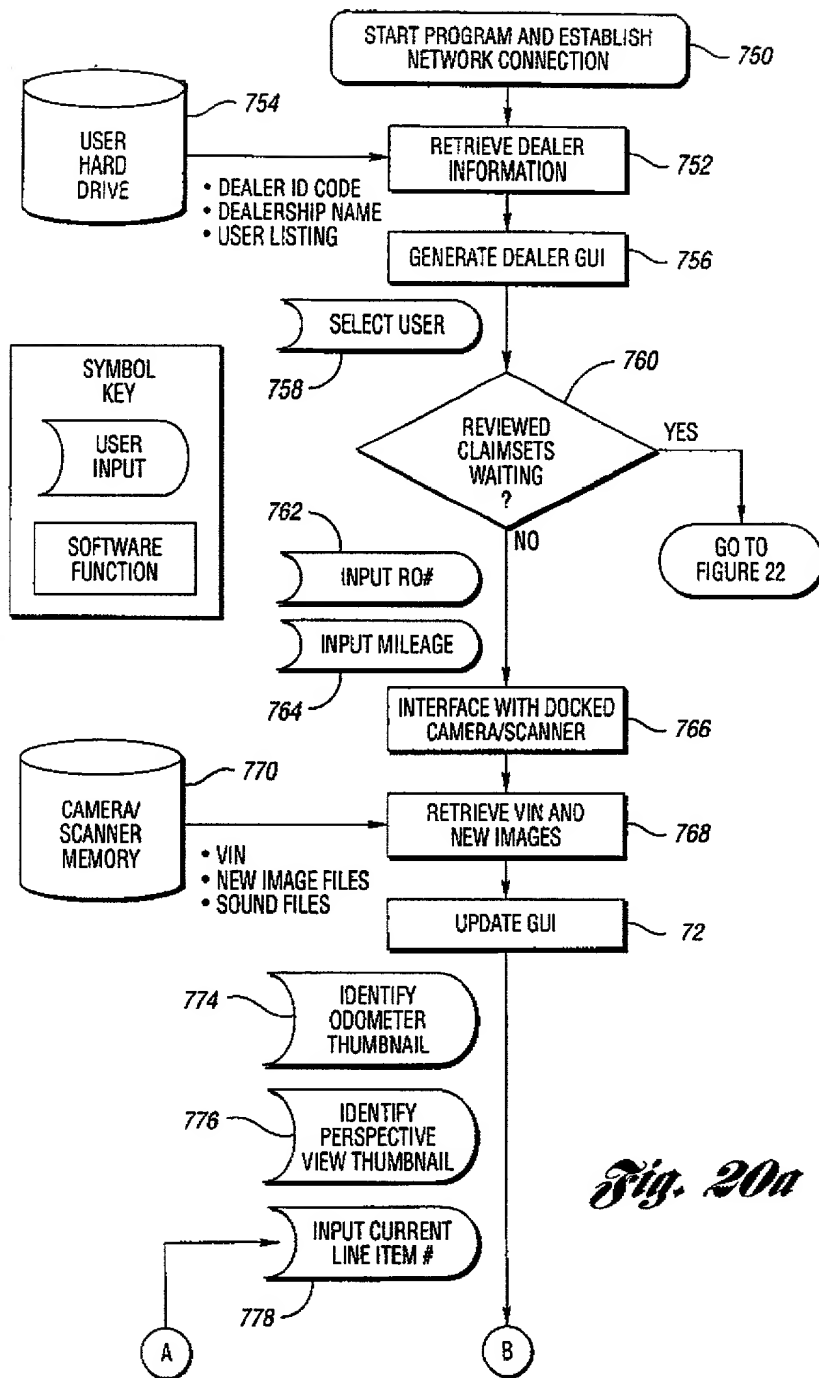 START PROGRAM AND ESTABLISH
NETWORK CONNECTION
750
754
USER
HARD
DRIVE
RETRIEVE DEALER
INFORMATION
752
• DEALER ID CODE
• DEALERSHIP NAME
• USER LISTING
GENERATE DEALER GUI
756
SELECT USER
758
SYMBOL
KEY
USER
INPUT
SOFTWARE
FUNCTION
760
REVIEWED
CLAIMSETS
WAITING
?
YES
NO
GO TO
FIGURE 22
762
INPUT RO#
INPUT MILEAGE
764
INTERFACE WITH DOCKED
CAMERA/SCANNER
766
770
CAMERA/
SCANNER
MEMORY
RETRIEVE VIN AND
NEW IMAGES
768
• VIN
• NEW IMAGE FILES
• SOUND FILES
UPDATE GUI
72
774
IDENTIFY
ODOMETER
THUMBNAIL
776
IDENTIFY
PERSPECTIVE
VIEW THUMBNAIL
Fig. 20a
INPUT CURRENT
LINE ITEM #
778
A
B